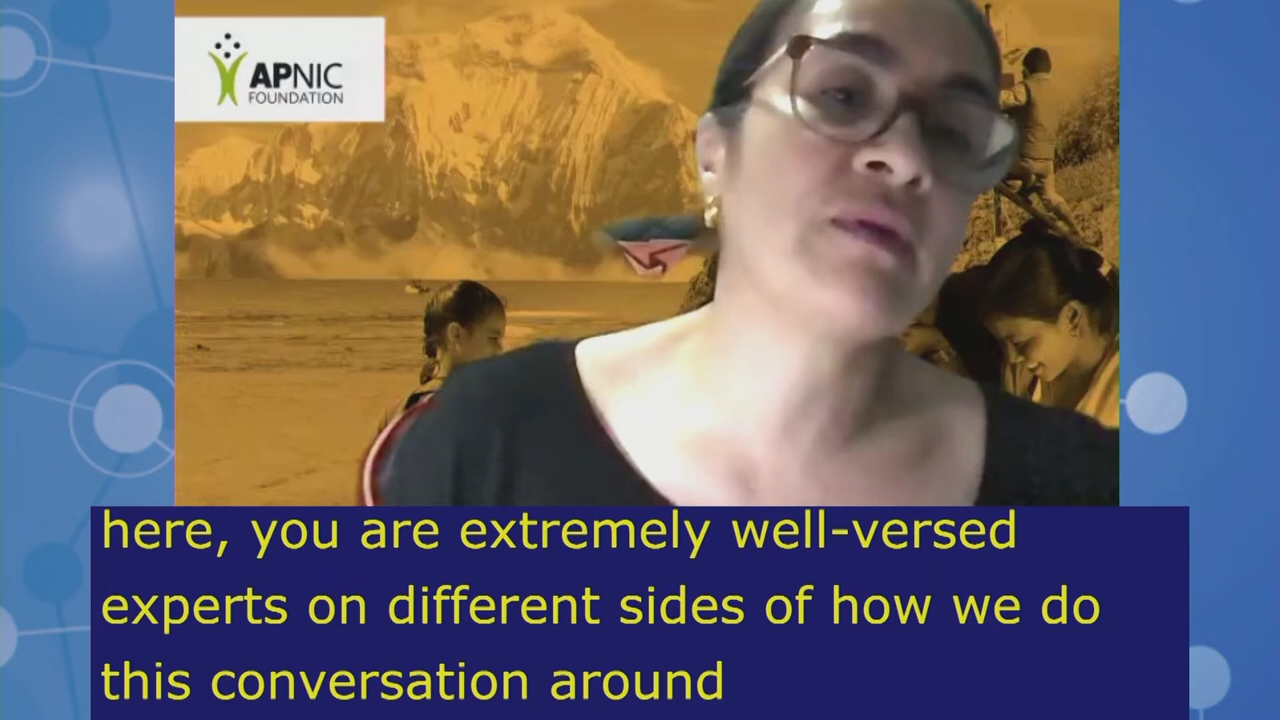 APNIC
FOUNDATION
here, you are extremely well-versed
experts on different sides of how we do
this conversation around